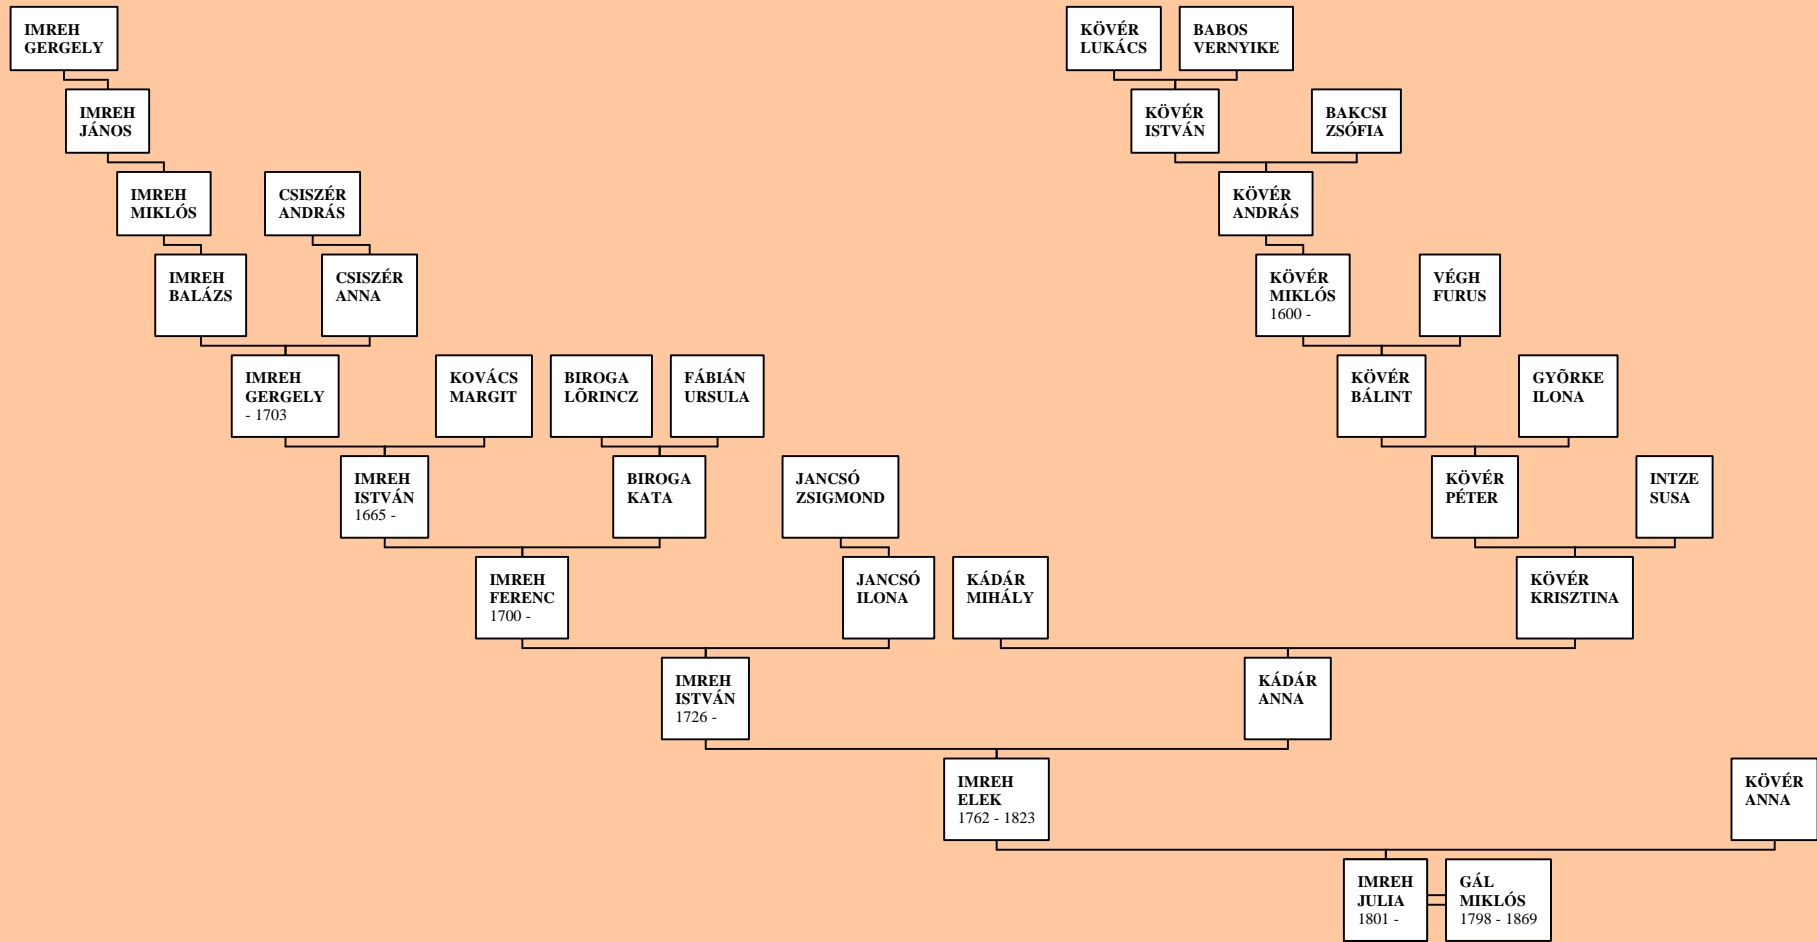 IMREH
GERGELY
KÖVÉR
LUKÁCS
BABOS
VERNYIKE
IMREH
JÁNOS
KÖVÉR
ISTVÁN
BAKCSI
ZSÓFIA
IMREH
MIKLÓS
CSISZÉR
ANDRÁS
KÖVÉR
ANDRÁS
IMREH
BALÁZS
CSISZÉR
ANNA
KÖVÉR
MIKLÓS
1600 -
VÉGH
FURUS
IMREH
GERGELY
- 1703
KOVÁCS
MARGIT
BIROGA
LÕRINCZ
FÁBIÁN
URSULA
KÖVÉR
BÁLINT
GYÕRKE
ILONA
IMREH
ISTVÁN
1665 -
BIROGA
KATA
JANCSÓ
ZSIGMOND
KÖVÉR
PÉTER
INTZE
SUSA
IMREH
FERENC
1700 -
JANCSÓ
ILONA
KÁDÁR
MIHÁLY
KÖVÉR
KRISZTINA
IMREH
ISTVÁN
1726 -
KÁDÁR
ANNA
IMREH
ELEK
1762 - 1823
KÖVÉR
ANNA
IMREH
JULIA
1801 -
GÁL
MIKLÓS
1798 - 1869